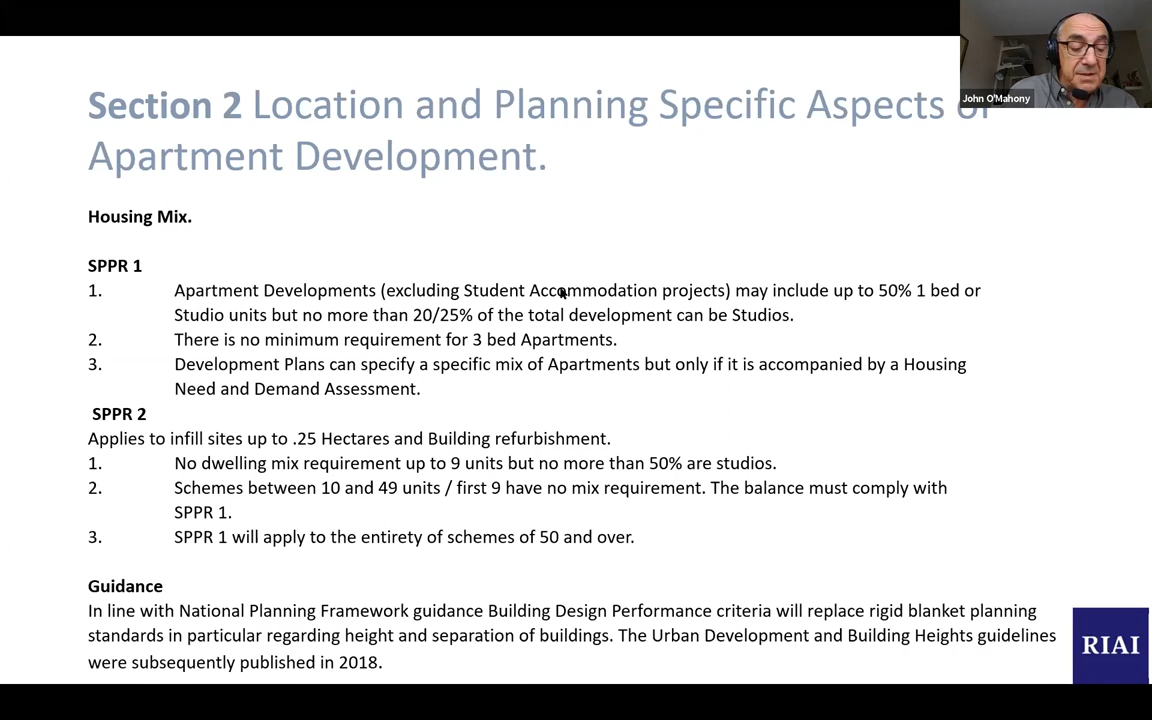 Section 2 Location and Planning Specific Aspects of
Apartment Development.
John O'Mahony
Housing Mix.
SPPR 1
1. Apartment Developments (excluding Student Accommodation projects) may include up to 50% 1 bed or
Studio units but no more than 20/25% of the total development can be Studios.
2. There is no minimum requirement for 3 bed Apartments.
3. Development Plans can specify a specific mix of Apartments but only if it is accompanied by a Housing
Need and Demand Assessment.
SPPR 2
Applies to infill sites up to .25 Hectares and Building refurbishment.
1. No dwelling mix requirement up to 9 units but no more than 50% are studios.
2. Schemes between 10 and 49 units / first 9 have no mix requirement. The balance must comply with
SPPR 1.
3. SPPR 1 will apply to the entirety of schemes of 50 and over.
Guidance
In line with National Planning Framework guidance Building Design Performance criteria will replace rigid blanket planning
standards in particular regarding height and separation of buildings. The Urban Development and Building Heights guidelines
were subsequently published in 2018.
RIAI